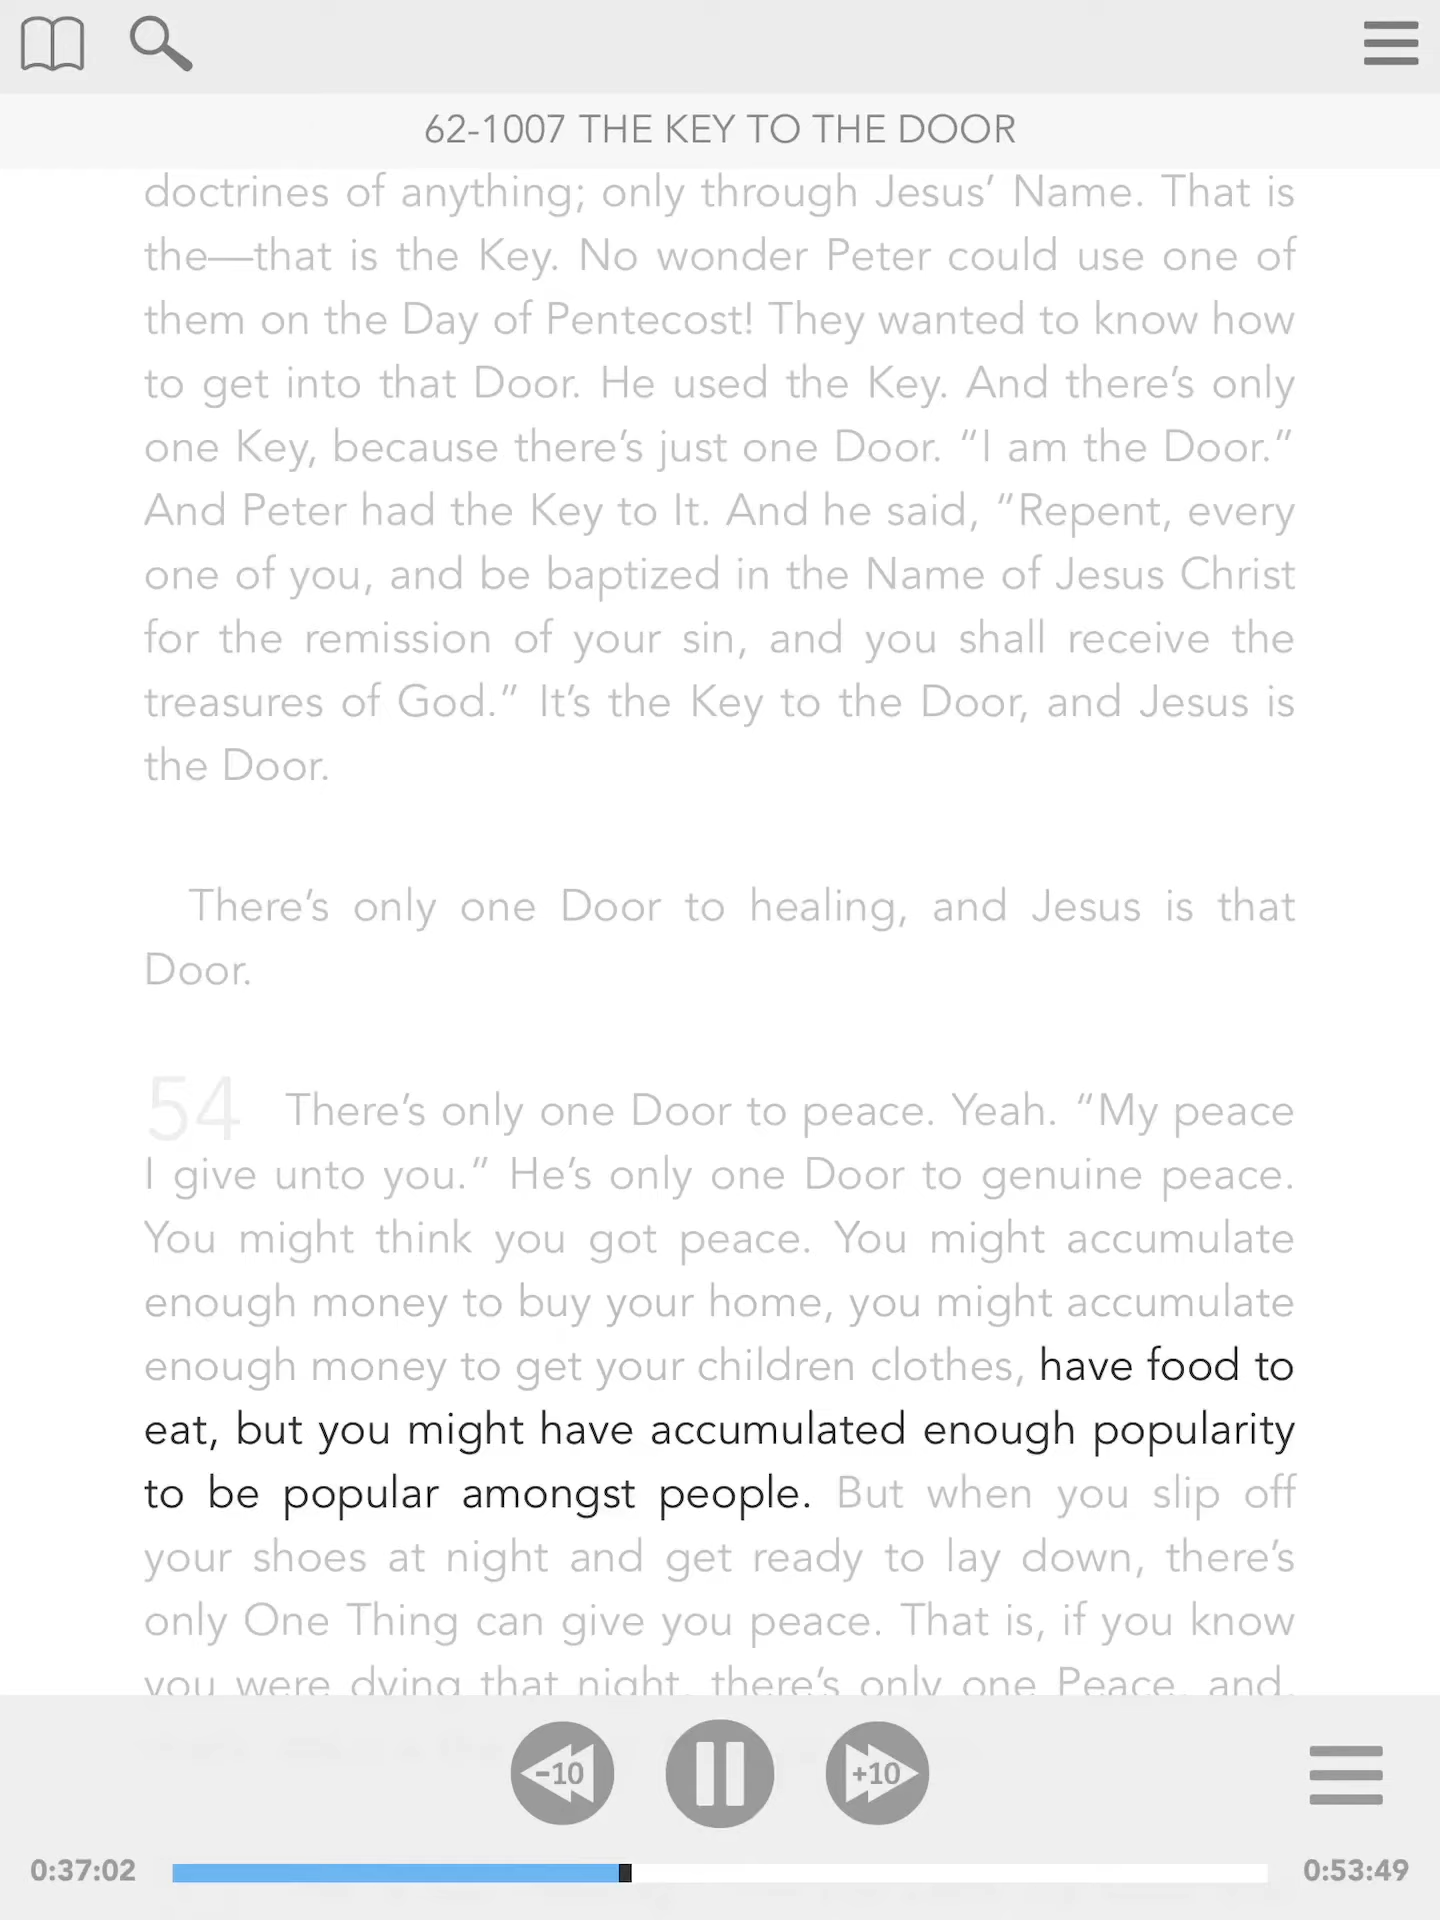 62-1007 THE KEY TO THE DOOR
doctrines of anything; only through Jesus’ Name. That is
the—that is the Key. No wonder Peter could use one of
them on the Day of Pentecost! They wanted to know how
to get into that Door. He used the Key. And there’s only
one Key, because there’s just one Door. “I am the Door.”
And Peter had the Key to It. And he said, “Repent, every
one of you, and be baptized in the Name of Jesus Christ
for the remission of your sin, and you shall receive the
treasures of God.” It’s the Key to the Door, and Jesus is
the Door.
There’s only one Door to healing, and Jesus is that
Door.
54 There’s only one Door to peace. Yeah. “My peace
I give unto you.” He’s only one Door to genuine peace.
You might think you got peace. You might accumulate
enough money to buy your home, you might accumulate
enough money to get your children clothes, have food to
eat, but you might have accumulated enough popularity
to be popular amongst people. But when you slip off
your shoes at night and get ready to lay down, there’s
only One Thing can give you peace. That is, if you know
you were dying that night, there’s only one Peace, and,
-10 +10
0:37:02 0:53:49